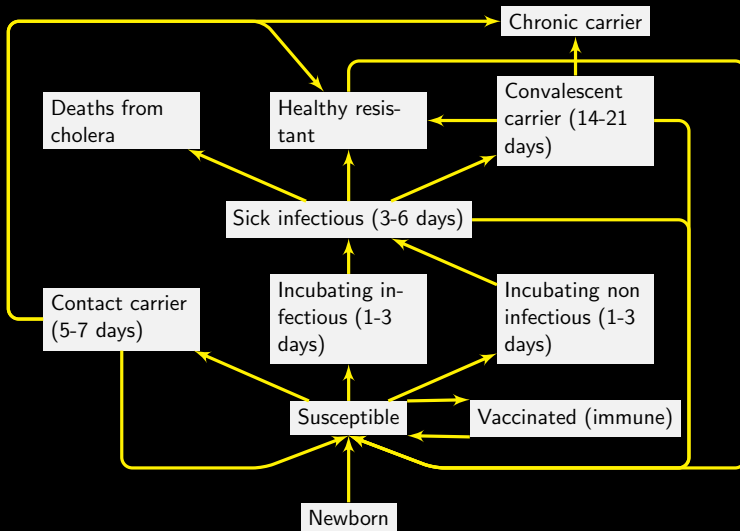 Chronic carrier
Deaths from
cholera
Healthy resis-
tant
Convalescent
carrier (14-21
days)
Sick infectious (3-6 days)
Contact carrier
(5-7 days)
Incubating in-
fectious (1-3
days)
Incubating non
infectious (1-3
days)
Susceptible
Vaccinated (immune)
Newborn